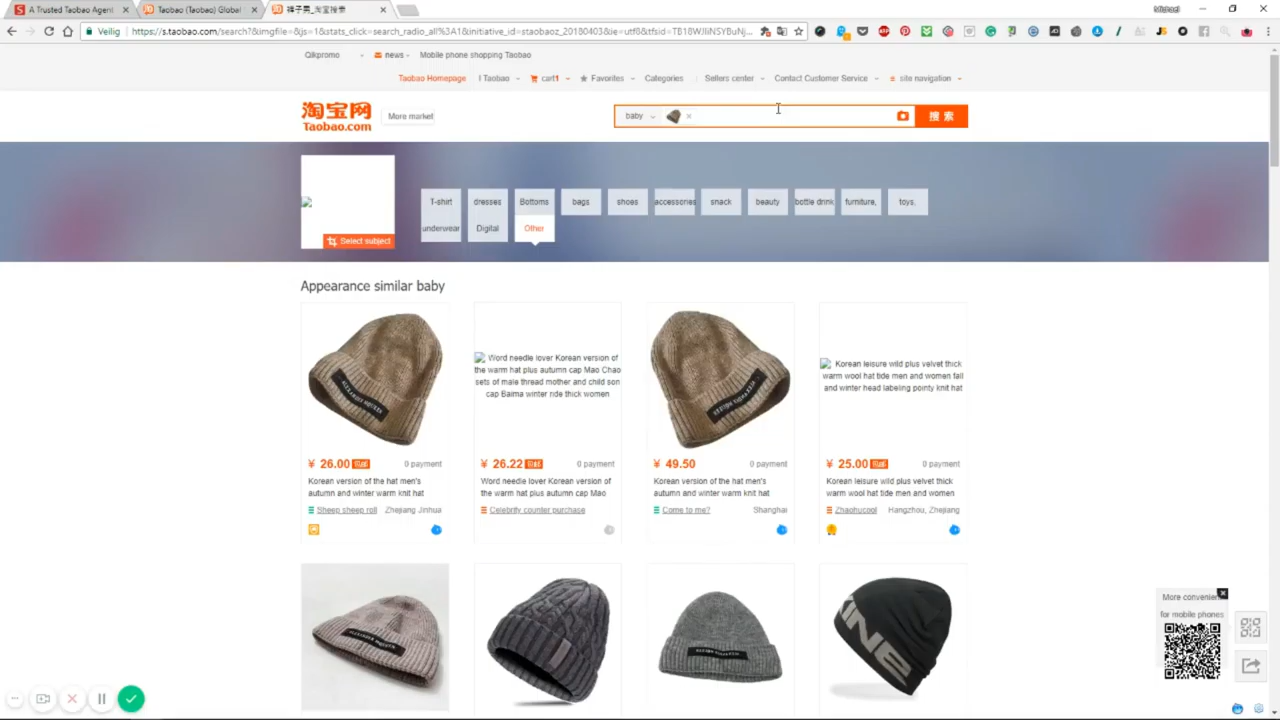 A Trusted Taobao Agent
Taobao (Taobao) Global
裤子男_淘宝搜索
Michael
Veilig
https://s.taobao.com/search?&imgfile=&js=1&stats_click=search_radio_all%3A1&initiative_id=staobaoz_20180403&ie=utf8&tfsid=TB18WJliNSYBuNj...
Qikpromo
news
Mobile phone shopping Taobao
Taobao Homepage
I Taobao
cart1
Favorites
Categories
Sellers center
Contact Customer Service
site navigation
淘宝网
Taobao.com
More market
baby
搜 索
T-shirt
dresses
Bottoms
bags
shoes
accessories
snack
beauty
bottle drink
furniture,
toys,
underwear
Digital
Other
Select subject
Appearance similar baby
Word needle lover Korean version of
the warm hat plus autumn cap Mao Chao
sets of male thread mother and child son
cap Baima winter ride thick women
Korean leisure wild plus velvet thick
warm wool hat tide men and women fall
and winter head labeling pointy knit hat
¥ 26.00 0 payment
¥ 26.22 0 payment
¥ 49.50 0 payment
¥ 25.00 0 payment
Korean version of the hat men's
autumn and winter warm knit hat
Word needle lover Korean version of
the warm hat plus autumn cap Mao
Korean version of the hat men's
autumn and winter warm knit hat
Korean leisure wild plus velvet thick
warm wool hat tide men and women
Sheep sheep roll Zhejiang Jinhua
Celebrity counter purchase
Come to me? Shanghai
Zhaohucool Hangzhou, Zhejiang
More convenient
for mobile phones